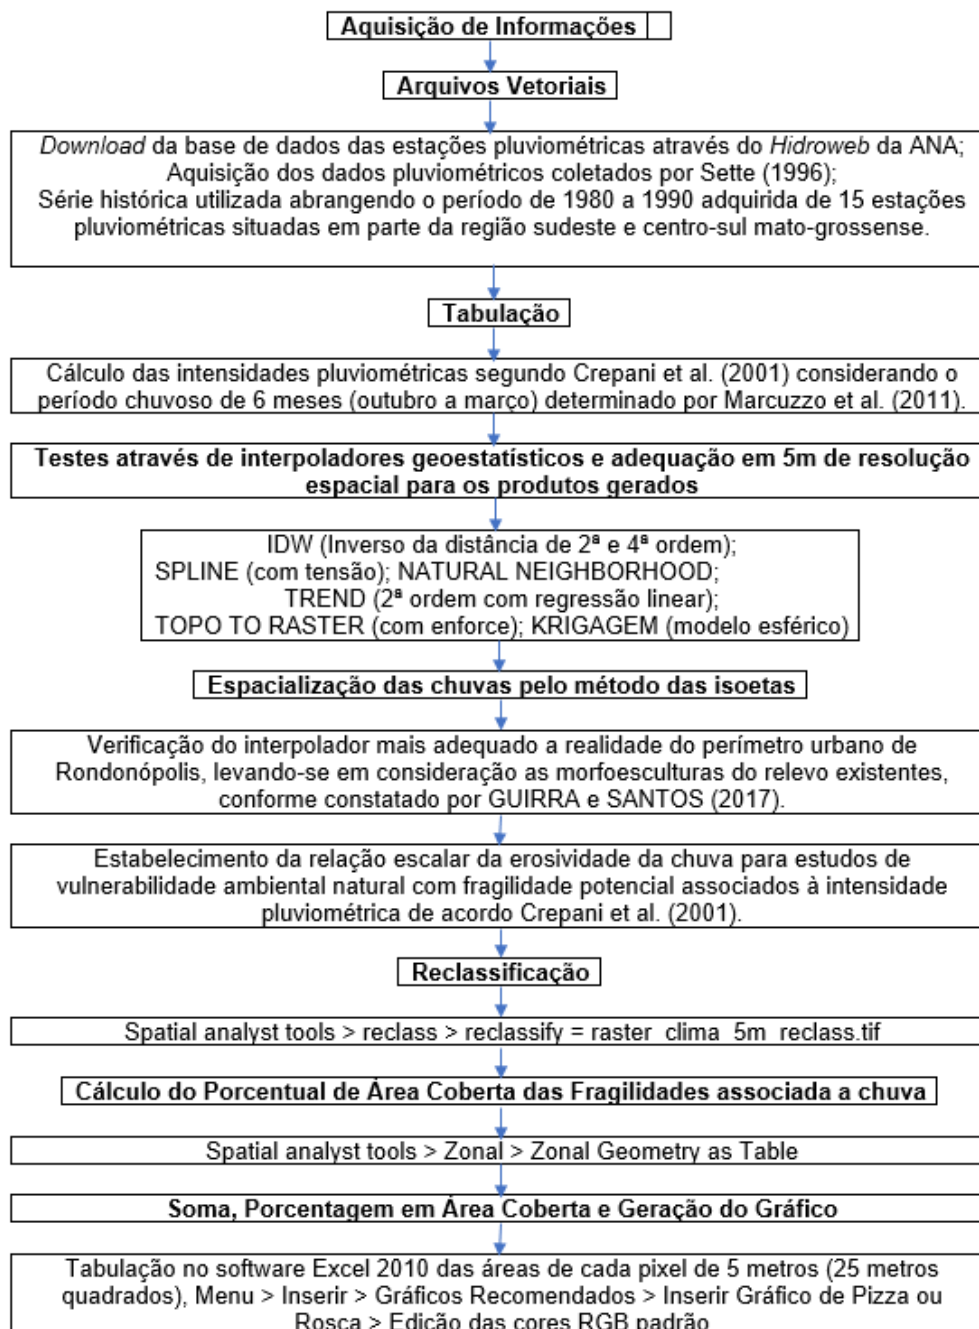 Aquisição de Informações
Arquivos Vetoriais
Download da base de dados das estações pluviométricas através do Hidroweb da ANA;
Aquisição dos dados pluviométricos coletados por Sette (1996);
Série histórica utilizada abrangendo o período de 1980 a 1990 adquirida de 15 estações
pluviométricas situadas em parte da região sudeste e centro-sul mato-grossense.
Tabulação
Cálculo das intensidades pluviométricas segundo Crepani et al. (2001) considerando o
período chuvoso de 6 meses (outubro a março) determinado por Marcuzzo et al. (2011).
Testes através de interpoladores geoestatísticos e adequação em 5m de resolução
espacial para os produtos gerados
IDW (Inverso da distância de 2ª e 4ª ordem);
SPLINE (com tensão); NATURAL NEIGHBORHOOD;
TREND (2ª ordem com regressão linear);
TOPO TO RASTER (com enforce); KRIGAGEM (modelo esférico)
Espacialização das chuvas pelo método das isoetas
Verificação do interpolador mais adequado a realidade do perímetro urbano de
Rondonópolis, levando-se em consideração as morfoesculturas do relevo existentes,
conforme constatado por GUIRRA e SANTOS (2017).
Estabelecimento da relação escalar da erosividade da chuva para estudos de
vulnerabilidade ambiental natural com fragilidade potencial associados à intensidade
pluviométrica de acordo Crepani et al. (2001).
Reclassificação
Spatial analyst tools > reclass > reclassify = raster_clima_5m_reclass.tif
Cálculo do Porcentual de Área Coberta das Fragilidades associada a chuva
Spatial analyst tools > Zonal > Zonal Geometry as Table
Soma, Porcentagem em Área Coberta e Geração do Gráfico
Tabulação no software Excel 2010 das áreas de cada pixel de 5 metros (25 metros
quadrados), Menu > Inserir > Gráficos Recomendados > Inserir Gráfico de Pizza ou
Rosca > Edição das cores RGB padrão